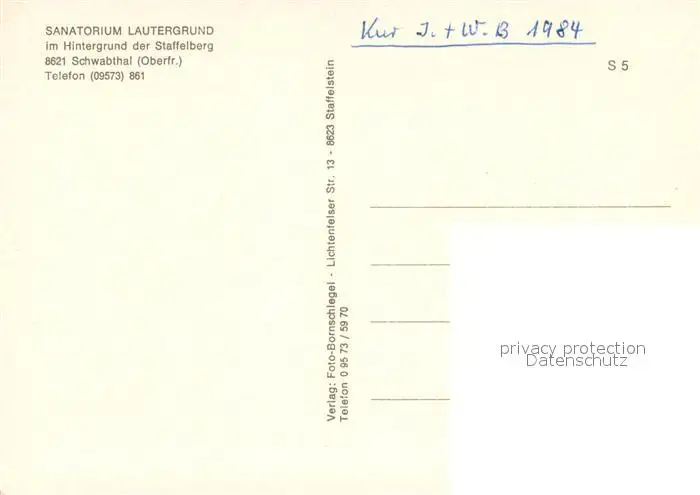 SANATORIUM LAUTERGRUND
im Hintergrund der Staffelberg
8621 Schwabthal (Oberfr.)
Telefon (09573) 861
Verlag: Foto-Bornschlegel - Lichtenfelser Str. 13 - 8623 Staffelstein
Telefon 0 95 73 / 59 70
Kur I. + W. B 1984
S 5
privacy protection
Datenschutz